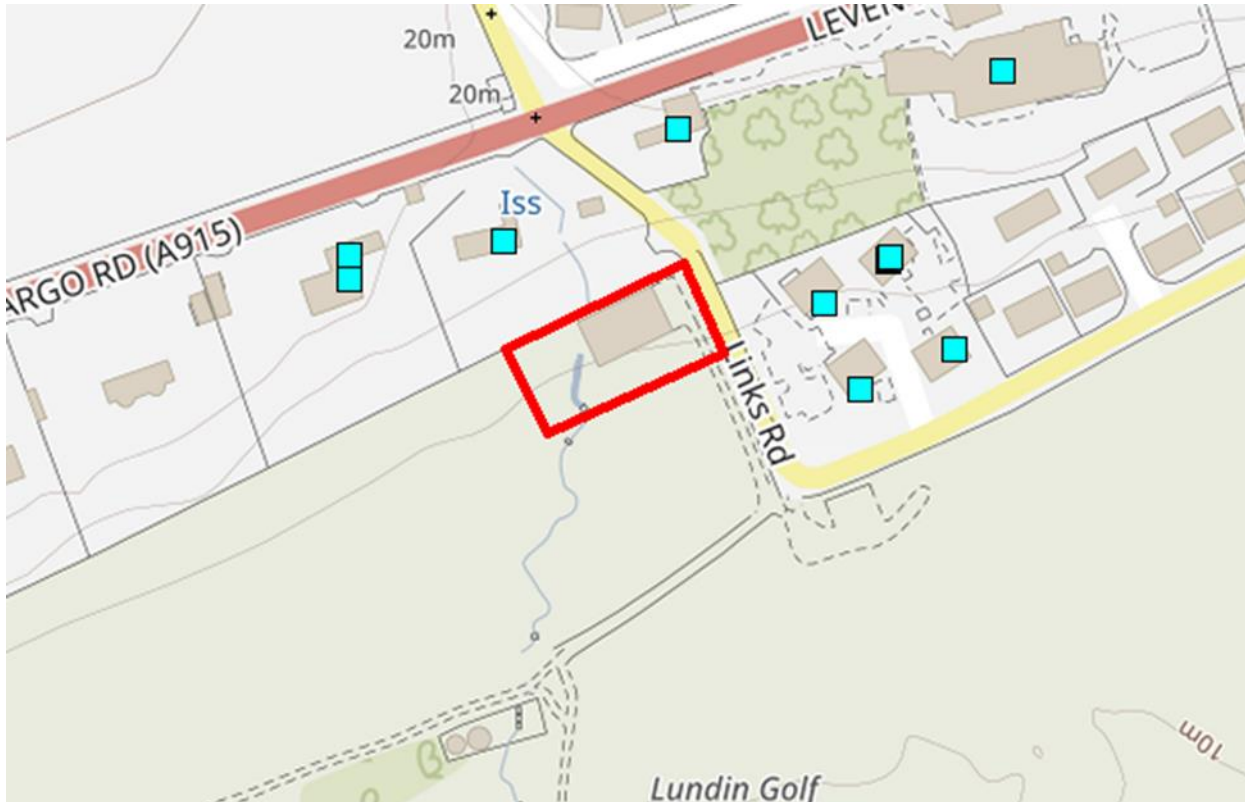 20m
LEVEN
20m
Iss
ARGO RD (A915)
Links Rd
10m
Lundin Golf